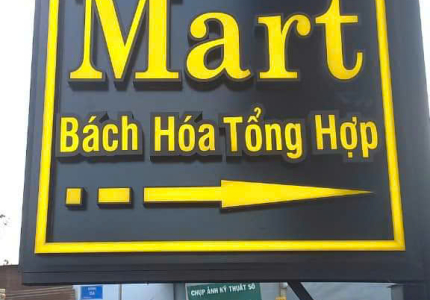 Mart
Bách Hóa Tổng Hợp
CHỤP ẢNH KỸ THUẬT SỐ